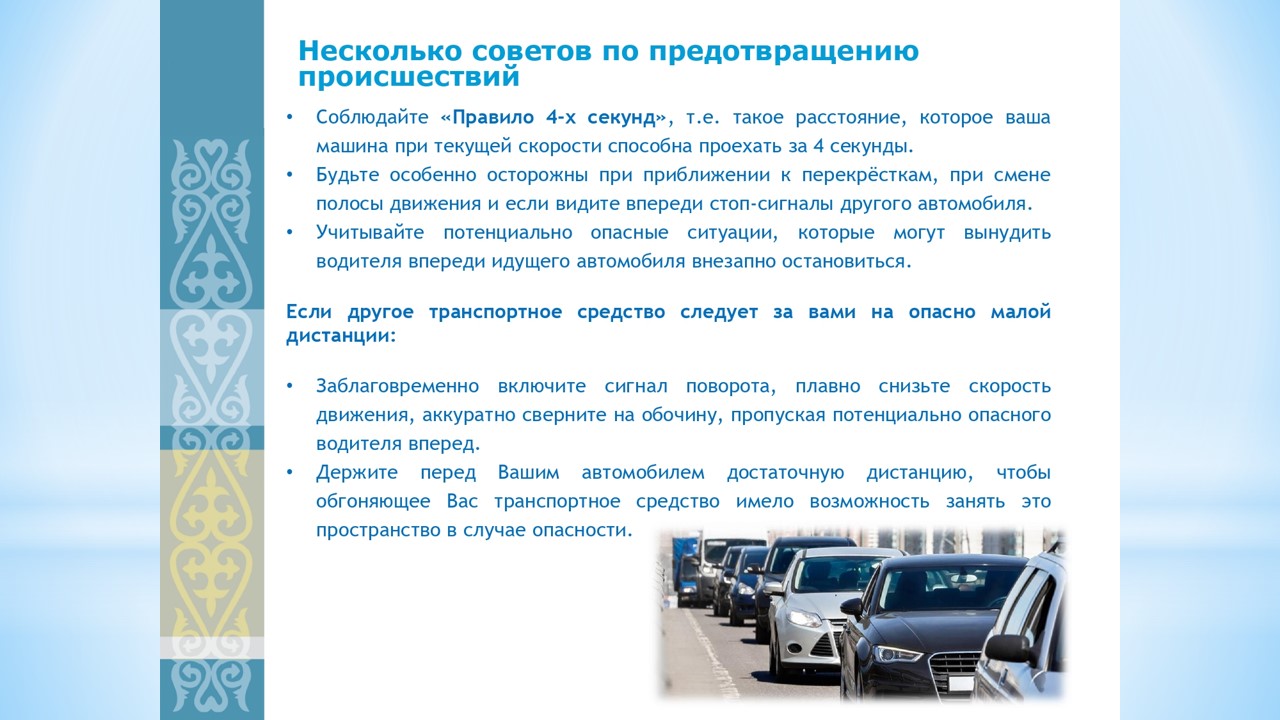 Несколько советов по предотвращению
происшествий
• Соблюдайте «Правило 4-х секунд», т.е. такое расстояние, которое ваша
машина при текущей скорости способна проехать за 4 секунды.
• Будьте особенно осторожны при приближении к перекрёсткам, при смене
полосы движения и если видите впереди стоп-сигналы другого автомобиля.
• Учитывайте потенциально опасные ситуации, которые могут вынудить
водителя впереди идущего автомобиля внезапно остановиться.
Если другое транспортное средство следует за вами на опасно малой
дистанции:
• Заблаговременно включите сигнал поворота, плавно снизьте скорость
движения, аккуратно сверните на обочину, пропуская потенциально опасного
водителя вперед.
• Держите перед Вашим автомобилем достаточную дистанцию, чтобы
обгоняющее Вас транспортное средство имело возможность занять это
пространство в случае опасности.